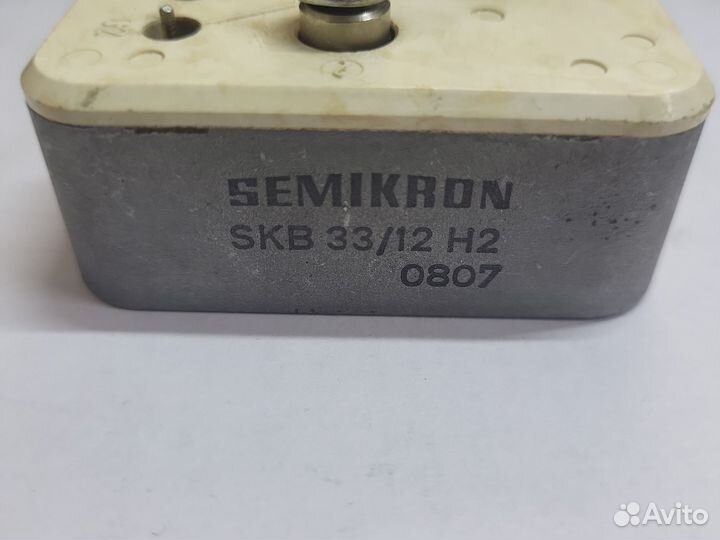 SEMIKRON
SKB 33/12 H2
0807
Avito